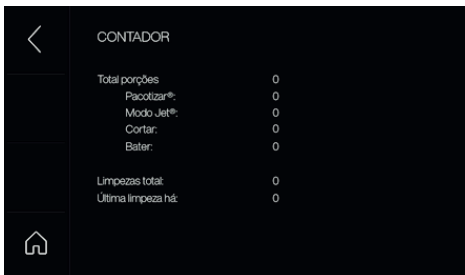 CONTADOR
Total porções 0
Pacotizar®: 0
Modo Jet®: 0
Cortar: 0
Bater: 0
Limpezas total: 0
Última limpeza há: 0